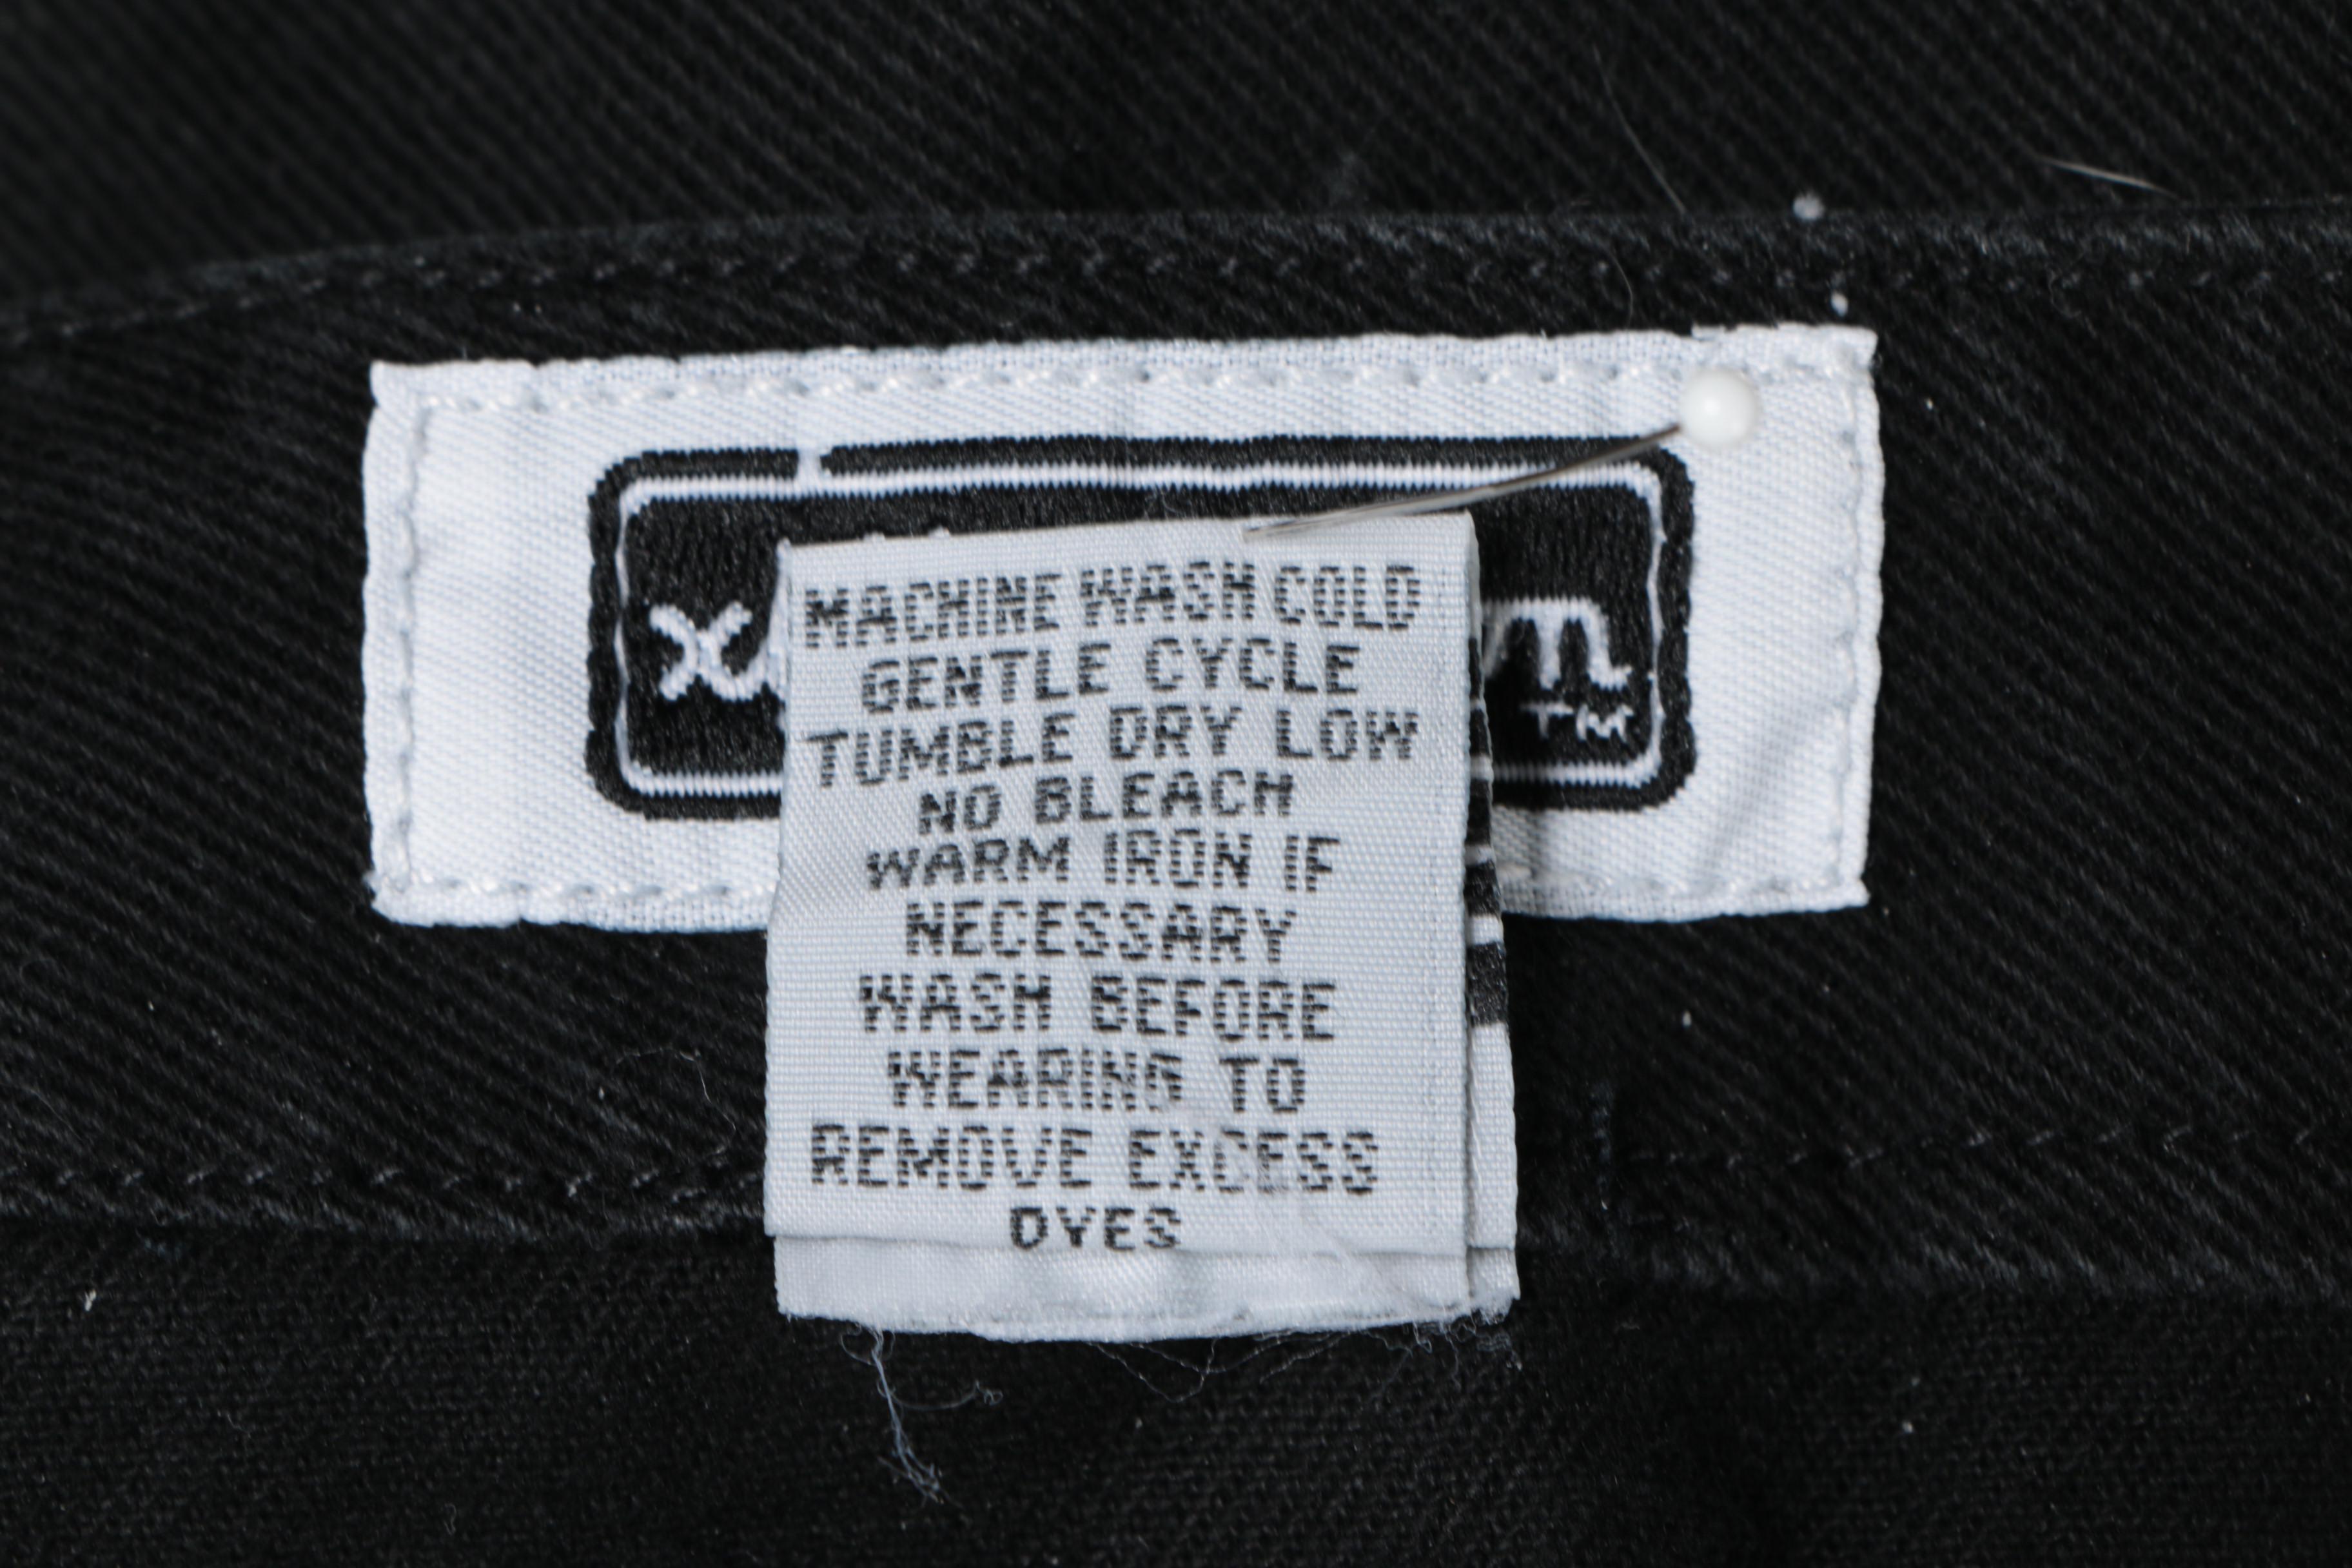 MACHINE WASH COLD
GENTLE CYCLE
TUMBLE DRY LOW
NO BLEACH
WARM IRON IF
NECESSARY
WASH BEFORE
WEARING TO
REMOVE EXCESS
DYES
TM